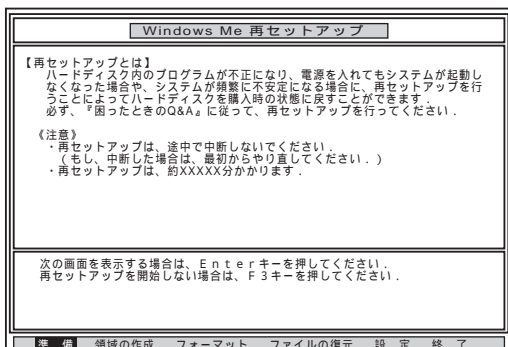 Windows Me 再セットアップ
【再セットアップとは】
ハードディスク内のプログラムが不正になり、電源を入れてもシステムが起動し
なくなった場合や、システムが頻繁に不安定になる場合に、再セットアップを行
うことによってハードディスクを購入時の状態に戻すことができます．
必ず、『困ったときのQ&A』に従って、再セットアップを行ってください．
《注意》
・再セットアップは、途中で中断しないでください．
（もし、中断した場合は、最初からやり直してください．）
・再セットアップは、約XXXXX分かかります．
次の画面を表示する場合は、Ｅｎｔｅｒキーを押してください．
再セットアップを開始しない場合は、Ｆ３キーを押してください．
準　備　領域の作成　フォーマット　ファイルの復元　設　定　終　了